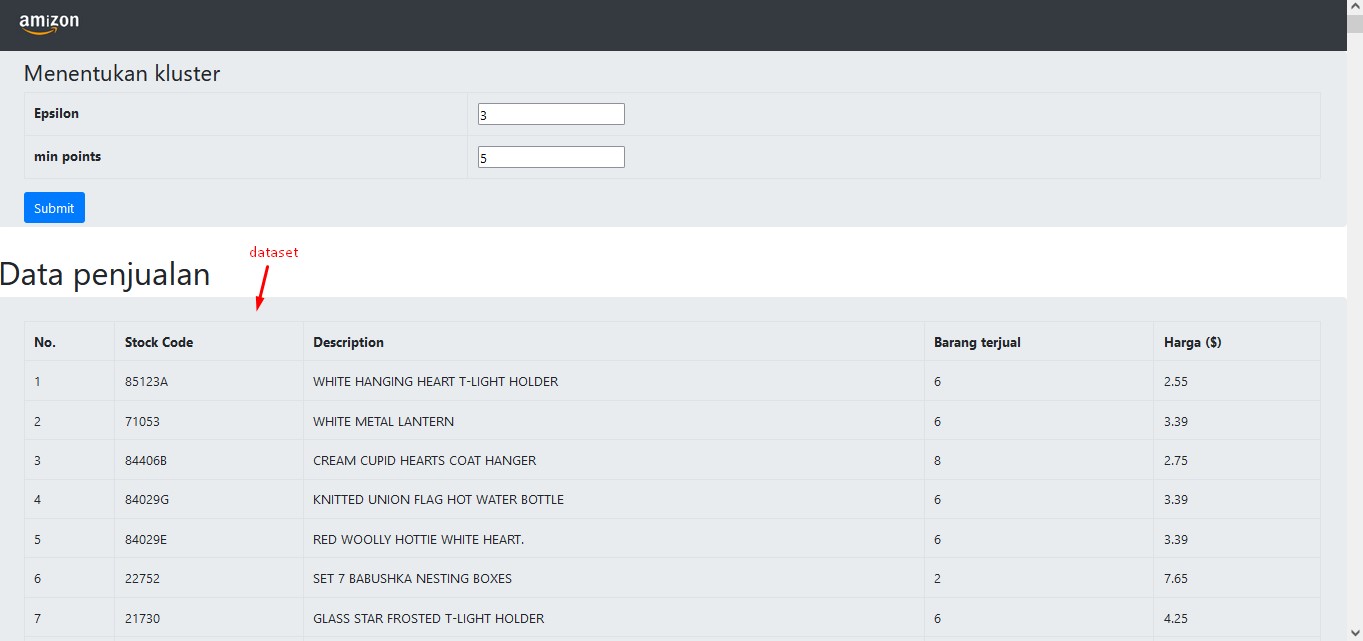 amizon
Menentukan kluster
Epsilon 3
min points 5
Submit
dataset
Data penjualan
No. Stock Code Description Barang terjual Harga ($)
1 85123A WHITE HANGING HEART T-LIGHT HOLDER 6 2.55
2 71053 WHITE METAL LANTERN 6 3.39
3 84406B CREAM CUPID HEARTS COAT HANGER 8 2.75
4 84029G KNITTED UNION FLAG HOT WATER BOTTLE 6 3.39
5 84029E RED WOOLLY HOTTIE WHITE HEART. 6 3.39
6 22752 SET 7 BABUSHKA NESTING BOXES 2 7.65
7 21730 GLASS STAR FROSTED T-LIGHT HOLDER 6 4.25